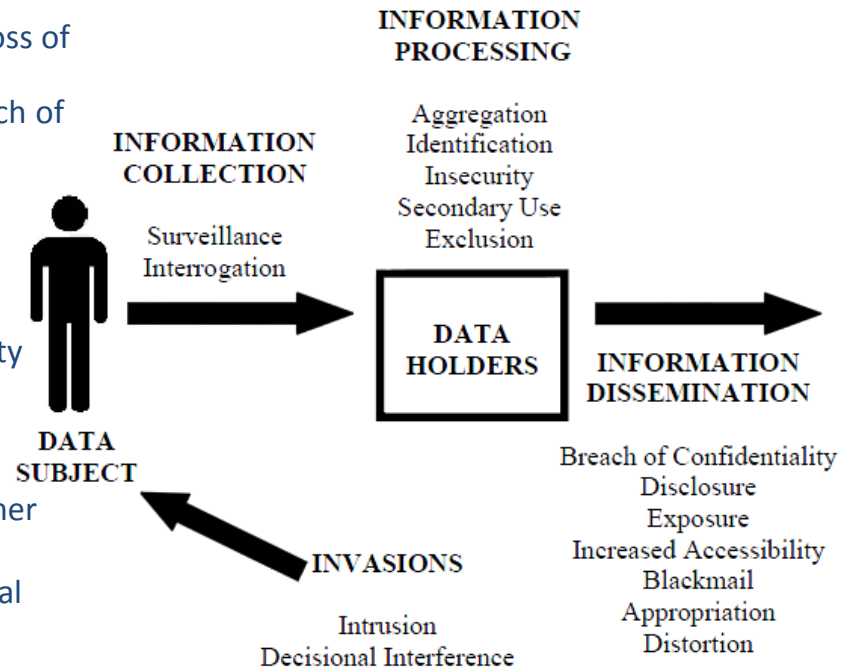 oss of
ch of
ty
ner
al
INFORMATION
PROCESSING
Aggregation
Identification
Insecurity
Secondary Use
Exclusion
INFORMATION
COLLECTION
Surveillance
Interrogation
DATA
HOLDERS
INFORMATION
DISSEMINATION
Breach of Confidentiality
Disclosure
Exposure
Increased Accessibility
Blackmail
Appropriation
Distortion
DATA
SUBJECT
INVASIONS
Intrusion
Decisional Interference